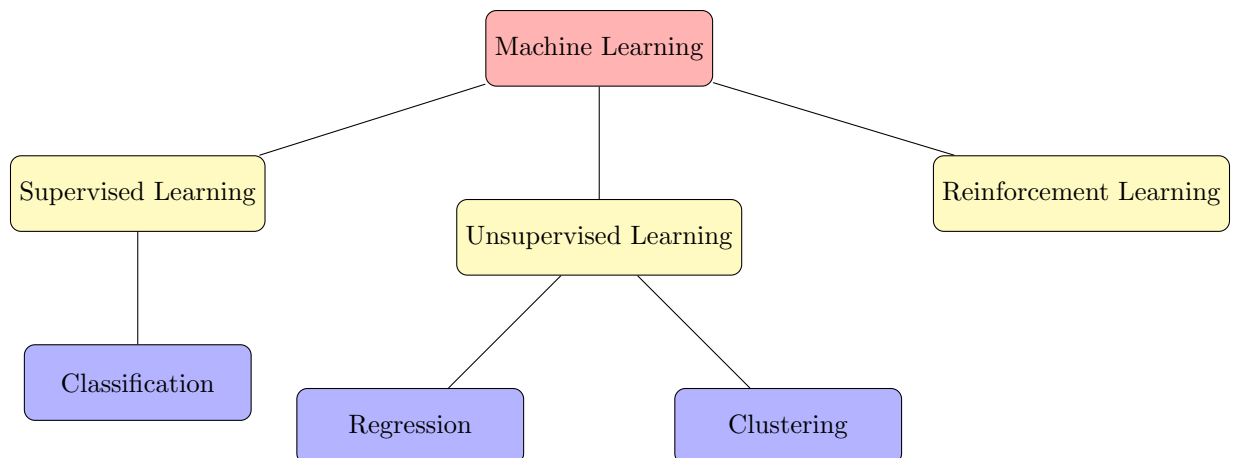 Machine Learning
Supervised Learning
Unsupervised Learning
Reinforcement Learning
Classification
Regression
Clustering